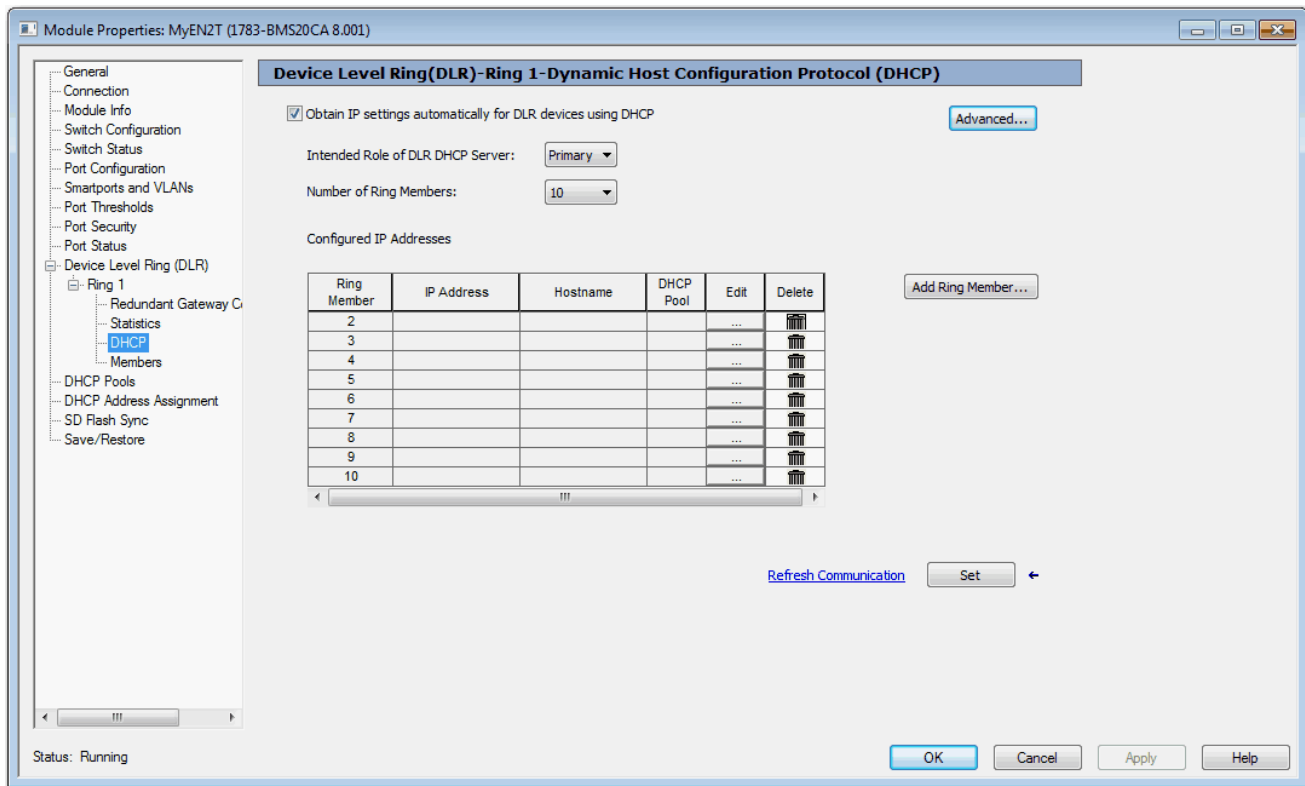 Module Properties: MyEN2T (1783-BMS20CA 8.001)
General
Connection
Module Info
Switch Configuration
Switch Status
Port Configuration
Smartports and VLANs
Port Thresholds
Port Security
Port Status
Device Level Ring (DLR)
Ring 1
Redundant Gateway C
Statistics
DHCP
Members
DHCP Pools
DHCP Address Assignment
SD Flash Sync
Save/Restore
Device Level Ring(DLR)-Ring 1-Dynamic Host Configuration Protocol (DHCP)
Obtain IP settings automatically for DLR devices using DHCP
Advanced...
Intended Role of DLR DHCP Server: Primary
Number of Ring Members: 10
Configured IP Addresses
Ring Member IP Address Hostname DHCP Pool Edit Delete
2 ...
3 ...
4 ...
5 ...
6 ...
7 ...
8 ...
9 ...
10 ...
Add Ring Member...
Refresh Communication Set
Status: Running
OK Cancel Apply Help